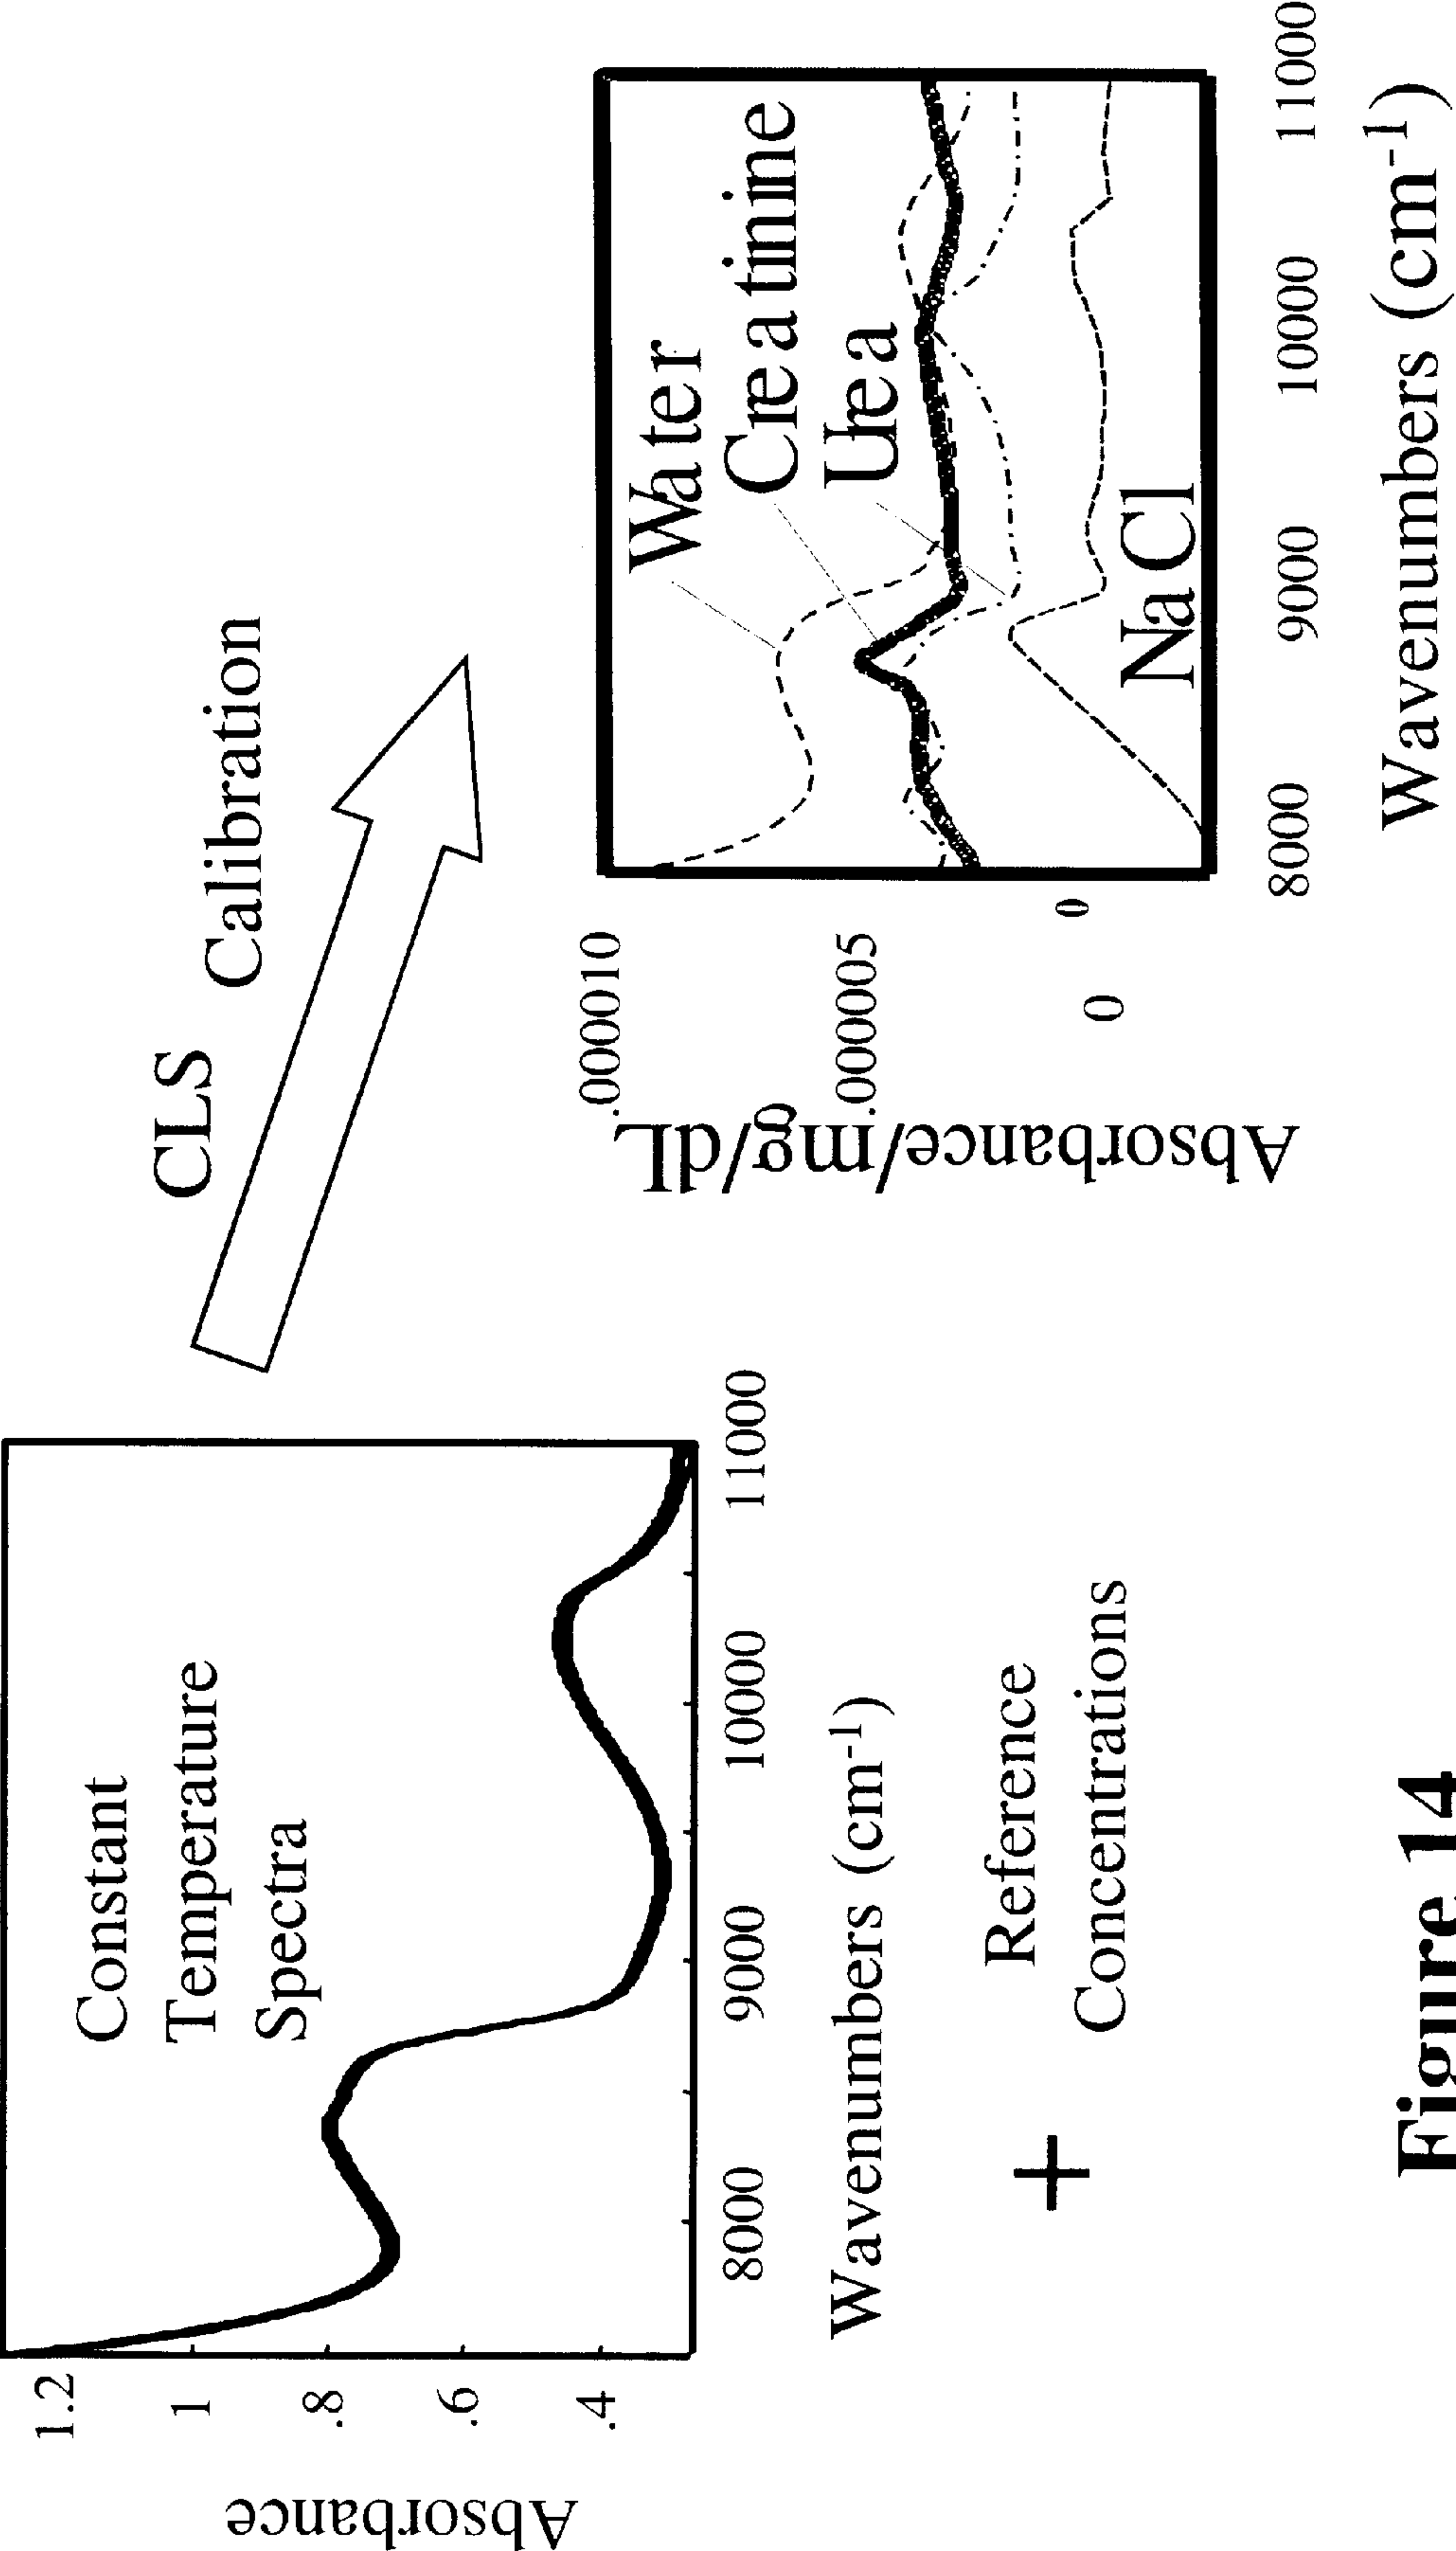 CLS Calibration
Constant
Temperature
Spectra
Absorbance
1.2
1
.8
.6
.4
8000 9000 10000 11000
Wavenumbers (cm-1)
+ Reference
Concentrations
Absorbance/mg/dL
.000010
.000005
0
0
Water
Creatinine
Urea
NaCl
8000 9000 10000 11000
Wavenumbers (cm-1)
Figure 14